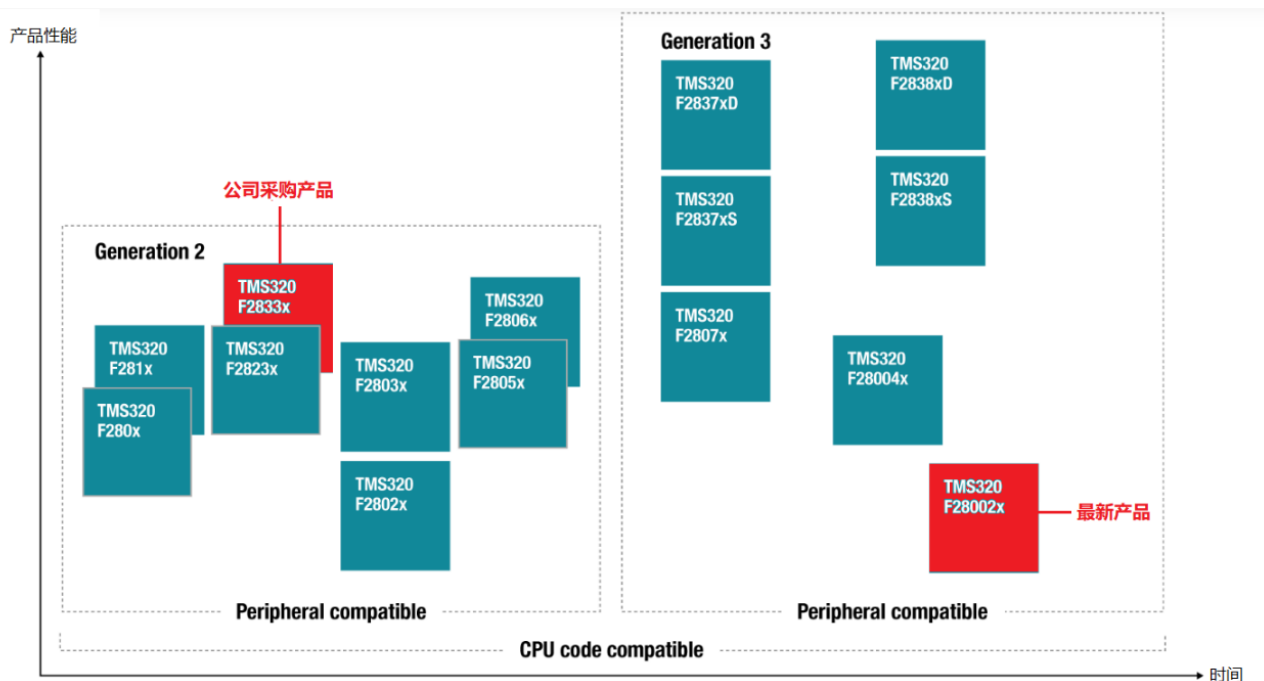 产品性能
Generation 3
TMS320
F2837xD
TMS320
F2838xD
TMS320
F2837xS
TMS320
F2838xS
公司采购产品
Generation 2
TMS320
F2833x
TMS320
F2806x
TMS320
F281x
TMS320
F2823x
TMS320
F2803x
TMS320
F2805x
TMS320
F2807x
TMS320
F28004x
TMS320
F280x
TMS320
F2802x
TMS320
F28002x
最新产品
Peripheral compatible
Peripheral compatible
CPU code compatible
时间